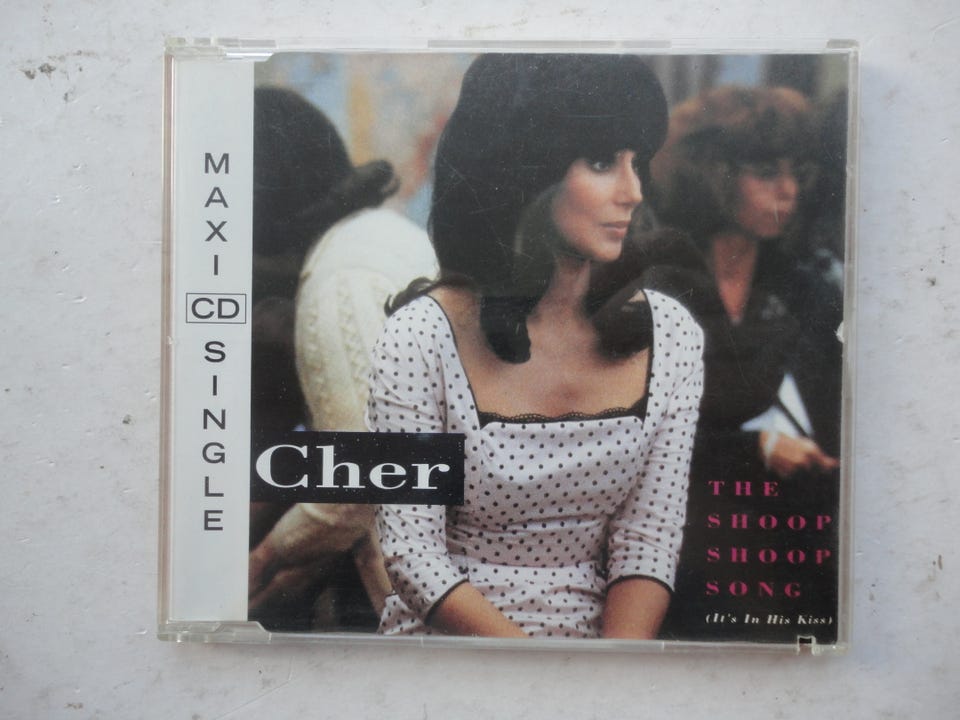 MAXI
CD
SINGLE
Cher
THE
SHOOP
SHOOP
SONG
(It's In His Kiss)